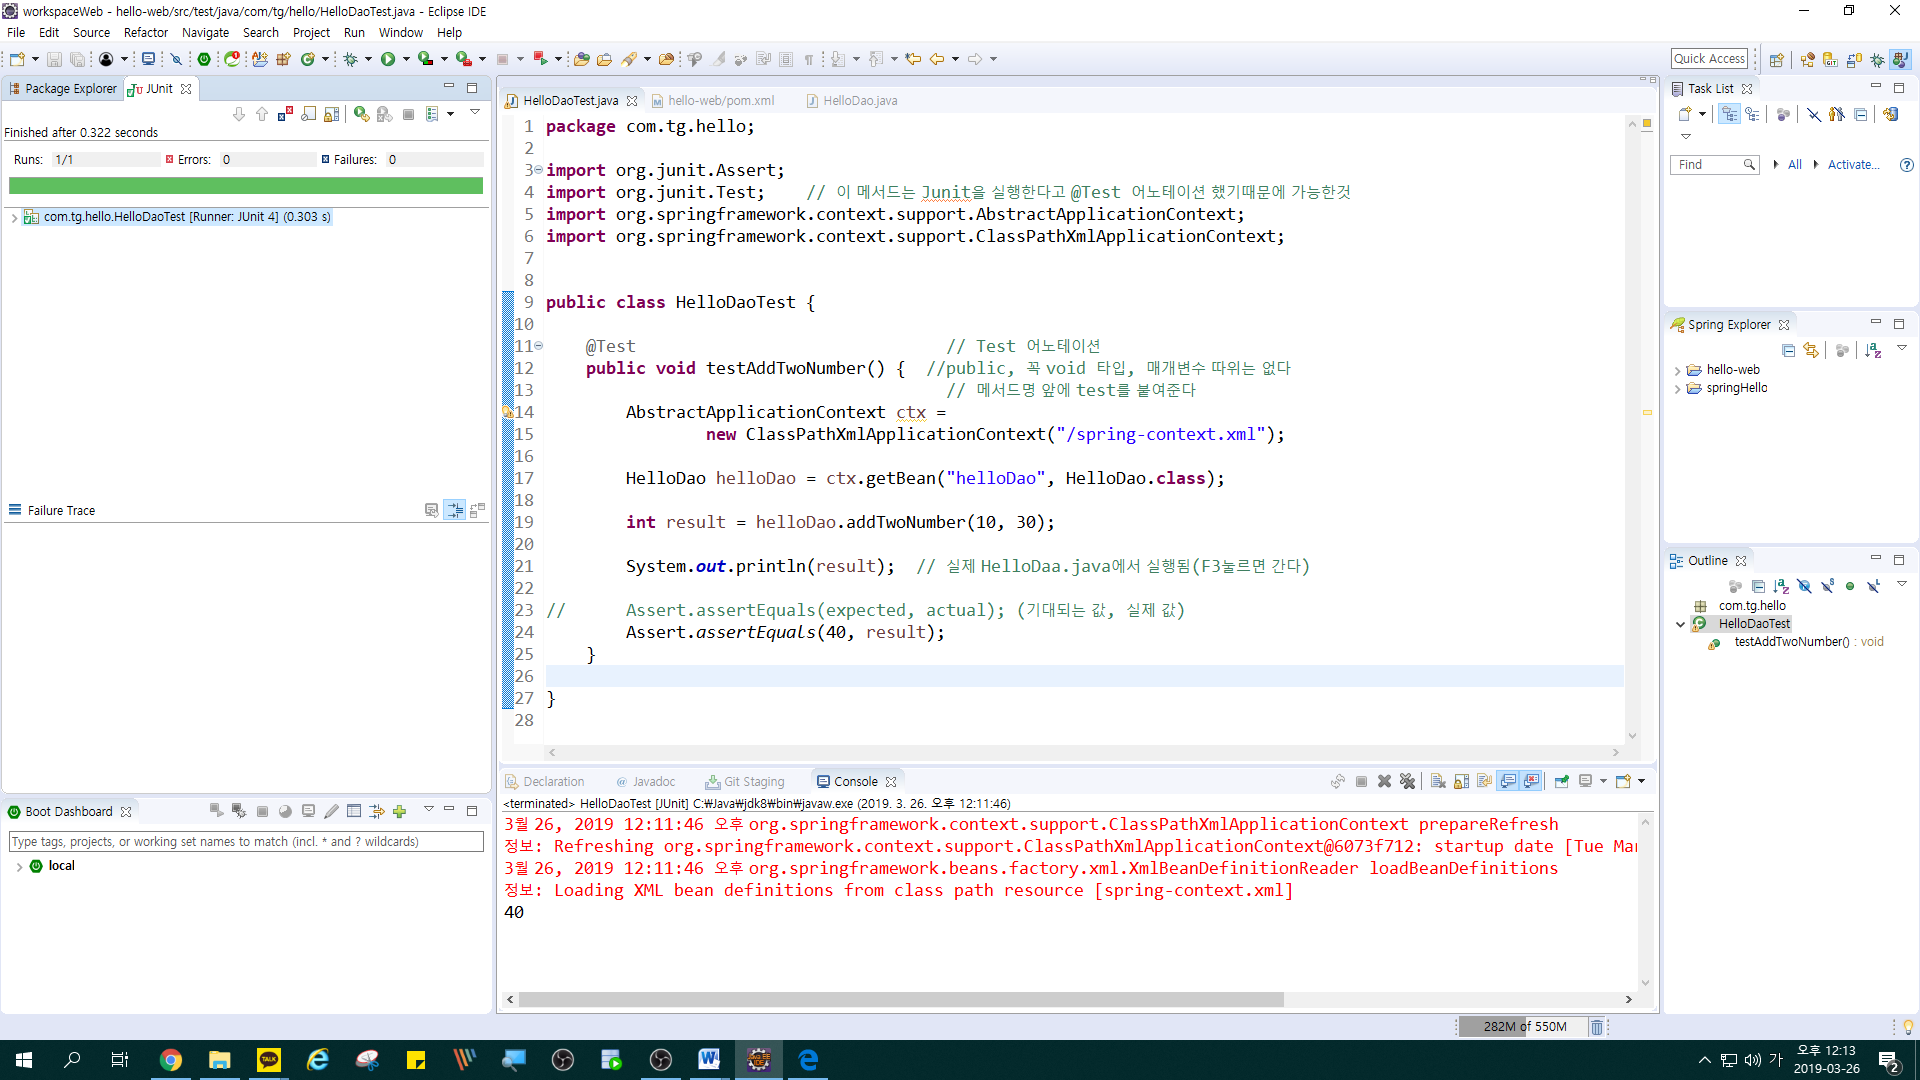 workspaceWeb - hello-web/src/test/java/com/tg/hello/HelloDaoTest.java - Eclipse IDE
File Edit Source Refactor Navigate Search Project Run Window Help
Quick Access
Package Explorer JUnit
Finished after 0.322 seconds
Runs: 1/1 Errors: 0 Failures: 0
com.tg.hello.HelloDaoTest [Runner: JUnit 4] (0.303 s)
Failure Trace
Boot Dashboard
Type tags, projects, or working set names to match (incl. * and ? wildcards)
local
HelloDaoTest.java hello-web/pom.xml HelloDao.java
1 package com.tg.hello;
2
3 import org.junit.Assert;
4 import org.junit.Test; // 이 메서드는 Junit을 실행한다고 @Test 어노테이션 했기때문에 가능한것
5 import org.springframework.context.support.AbstractApplicationContext;
6 import org.springframework.context.support.ClassPathXmlApplicationContext;
7
8
9 public class HelloDaoTest {
10
11 @Test // Test 어노테이션
12 public void testAddTwoNumber() { //public, 꼭 void 타입, 매개변수 따위는 없다
13 // 메서드명 앞에 test를 붙여준다
14 AbstractApplicationContext ctx =
15 new ClassPathXmlApplicationContext("/spring-context.xml");
16
17 HelloDao helloDao = ctx.getBean("helloDao", HelloDao.class);
18
19 int result = helloDao.addTwoNumber(10, 30);
20
21 System.out.println(result); // 실제 HelloDaa.java에서 실행됨(F3눌르면 간다)
22
23 // Assert.assertEquals(expected, actual); (기대되는 값, 실제 값)
24 Assert.assertEquals(40, result);
25 }
26
27 }
28
Declaration Javadoc Git Staging Console
<terminated> HelloDaoTest [JUnit] C:₩Java₩jdk8₩bin₩javaw.exe (2019. 3. 26. 오후 12:11:46)
3월 26, 2019 12:11:46 오후 org.springframework.context.support.ClassPathXmlApplicationContext prepareRefresh
정보: Refreshing org.springframework.context.support.ClassPathXmlApplicationContext@6073f712: startup date [Tue Mar
3월 26, 2019 12:11:46 오후 org.springframework.beans.factory.xml.XmlBeanDefinitionReader loadBeanDefinitions
정보: Loading XML bean definitions from class path resource [spring-context.xml]
40
Task List
Find All Activate...
Spring Explorer
hello-web
springHello
Outline
com.tg.hello
HelloDaoTest
testAddTwoNumber() : void
282M of 550M
TALK
가
오후 12:13
2019-03-26
2